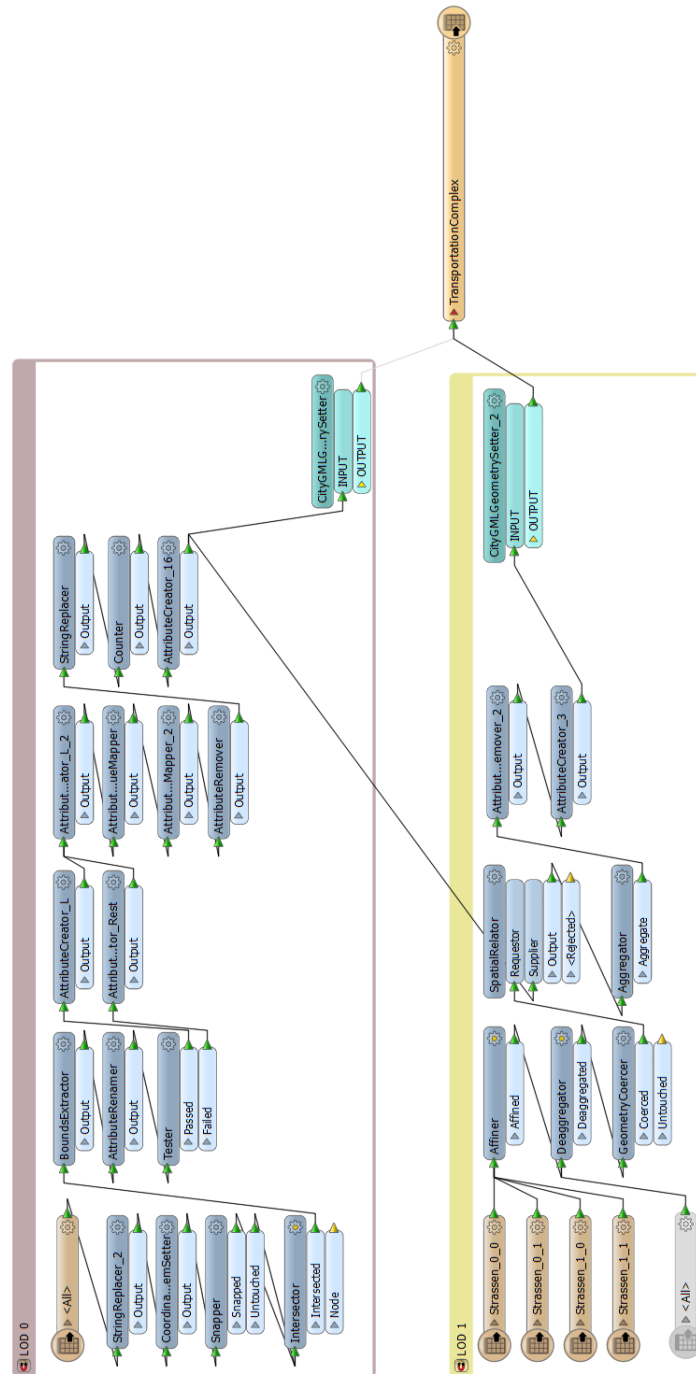 LOD 0
<All>
StringReplacer_2
Output
Coordina...emSetter
Output
Snapper
Snapped
Untouched
Intersector
Intersected
Node
BoundsExtractor
Output
AttributeRenamer
Output
Tester
Passed
Failed
AttributeCreator_L
Output
Attribut...tor_Rest
Output
Attribut...ator_L_2
Output
Attribut...ueMapper
Output
Attribut...Mapper_2
Output
AttributeRemover
Output
StringReplacer
Output
Counter
Output
AttributeCreator_16
Output
CityGMLG...rySetter
INPUT
OUTPUT
TransportationComplex
LOD 1
Strassen_0_0
Strassen_0_1
Strassen_1_0
Strassen_1_1
<All>
Affiner
Affined
Deaggregator
Deaggregated
GeometryCoercer
Coerced
Untouched
SpatialRelator
Requestor
Supplier
Output
<Rejected>
Aggregator
Aggregate
Attribut...emover_2
Output
AttributeCreator_3
Output
CityGMLGeometrySetter_2
INPUT
OUTPUT